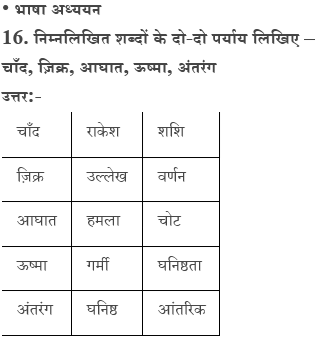 • भाषा अध्ययन
16. निम्नलिखित शब्दों के दो-दो पर्याय लिखिए –
चाँद, ज़िक्र, आघात, ऊष्मा, अंतरंग
उत्तर:-
चाँद राकेश शशि
ज़िक्र उल्लेख वर्णन
आघात हमला चोट
ऊष्मा गर्मी घनिष्ठता
अंतरंग घनिष्ठ आंतरिक